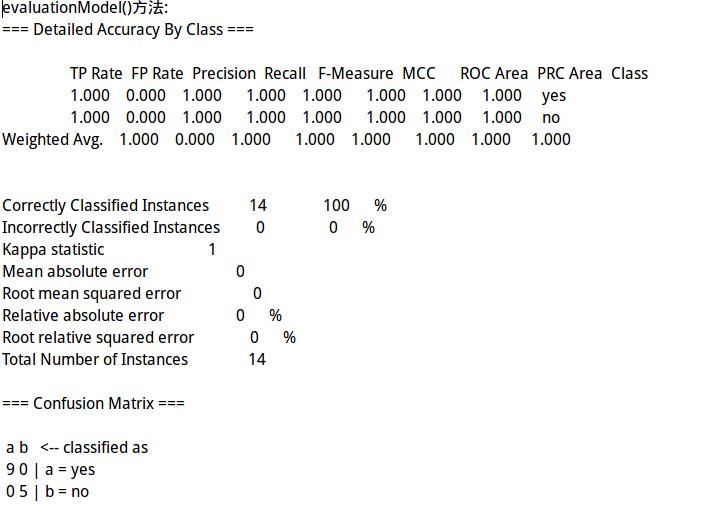 evaluationModel()方法:
=== Detailed Accuracy By Class ===
TP Rate FP Rate Precision Recall F-Measure MCC ROC Area PRC Area Class
1.000 0.000 1.000 1.000 1.000 1.000 1.000 1.000 yes
1.000 0.000 1.000 1.000 1.000 1.000 1.000 1.000 no
Weighted Avg. 1.000 0.000 1.000 1.000 1.000 1.000 1.000 1.000
Correctly Classified Instances 14 100 %
Incorrectly Classified Instances 0 0 %
Kappa statistic 1
Mean absolute error 0
Root mean squared error 0
Relative absolute error 0 %
Root relative squared error 0 %
Total Number of Instances 14
=== Confusion Matrix ===
a b <-- classified as
9 0 | a = yes
0 5 | b = no